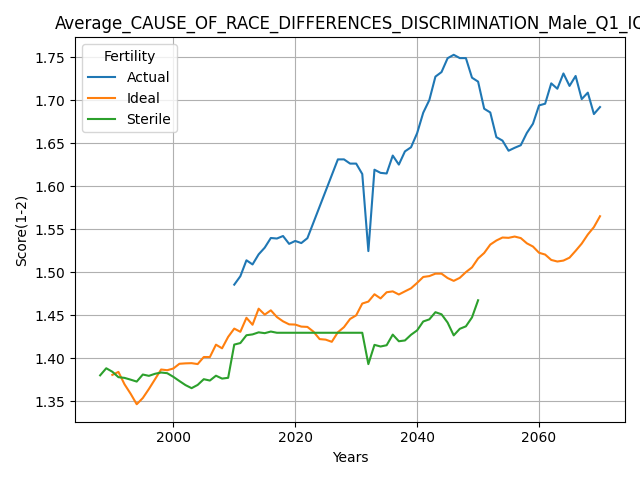 Average_CAUSE_OF_RACE_DIFFERENCES_DISCRIMINATION_Male_Q1_IC
Fertility
Actual
Ideal
Sterile
Score(1-2)
1.75
1.70
1.65
1.60
1.55
1.50
1.45
1.40
1.35
2000 2020 2040 2060
Years